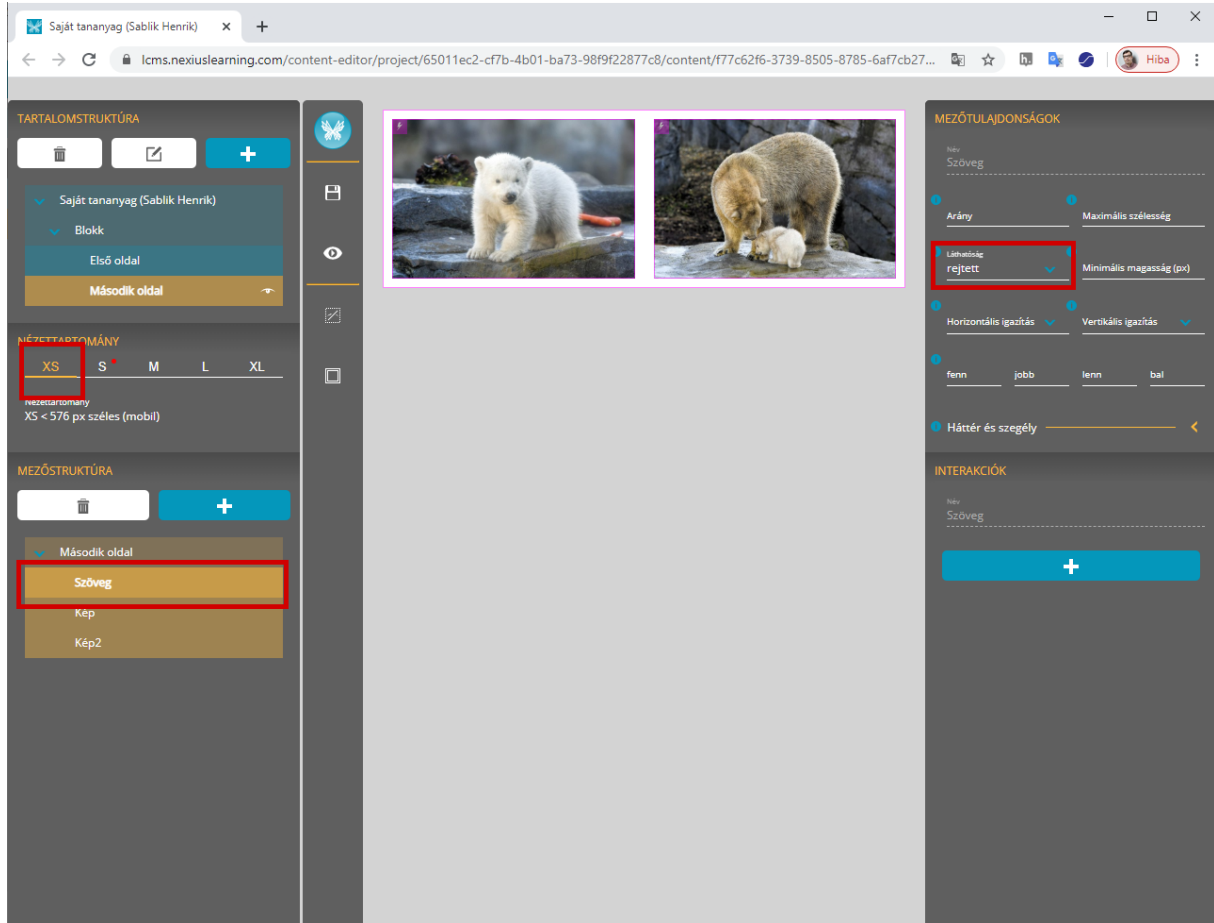 Saját tananyag (Sablik Henrik)
lcms.nexiuslearning.com/content-editor/project/65011ec2-cf7b-4b01-ba73-98f9f22877c8/content/f77c62f6-3739-8505-8785-6af7cb27...
Hiba
TARTALOMSTRUKTÚRA
Saját tananyag (Sablik Henrik)
Blokk
Első oldal
Második oldal
NÉZETTARTOMÁNY
XS S M L XL
Nézettartomány
XS < 576 px széles (mobil)
MEZŐSTRUKTÚRA
Második oldal
Szöveg
Kép
Kép2
MEZŐTULAJDONSÁGOK
Név
Szöveg
Arány Maximális szélesség
Láthatóság
rejtett Minimális magasság (px)
Horizontális igazítás Vertikális igazítás
fenn jobb lenn bal
Háttér és szegély
INTERAKCIÓK
Név
Szöveg